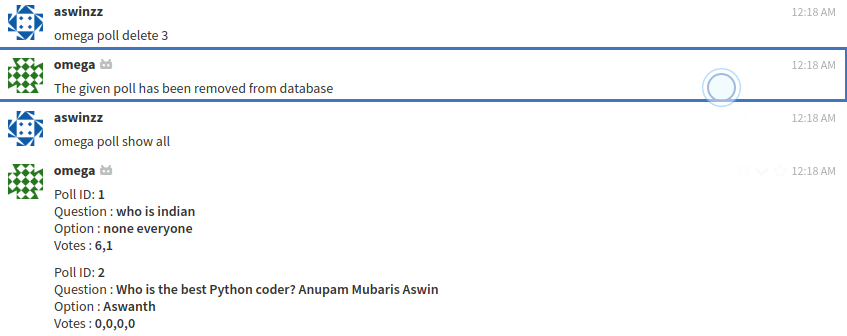 aswinzz 12:18 AM
omega poll delete 3
omega 12:18 AM
The given poll has been removed from database
aswinzz 12:18 AM
omega poll show all
omega 12:18 AM
Poll ID: 1
Question : who is indian
Option : none everyone
Votes : 6,1
Poll ID: 2
Question : Who is the best Python coder? Anupam Mubaris Aswin
Option : Aswanth
Votes : 0,0,0,0